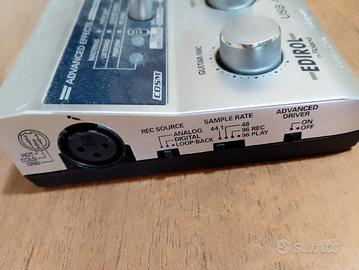 ADVANCED EFFECTS
COSM
GUITAR/MIC
USB
EDIROL
REC SOURCE
ANALOG
DIGITAL
LOOP-BACK
SAMPLE RATE
44.1
48
96 REC
96 PLAY
ADVANCED
DRIVER
ON
OFF
subito